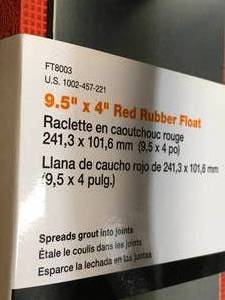 FT8003
U.S. 1002-457-221
9.5" x 4" Red Rubber Float
Raclette en caoutchouc rouge
241,3 x 101,6 mm (9,5 x 4 po)
Llana de caucho rojo de 241,3 x 101,6 mm
(9,5 x 4 pulg.)
Spreads grout into joints
Étale le coulis dans les joints
Esparce la lechada en las juntas